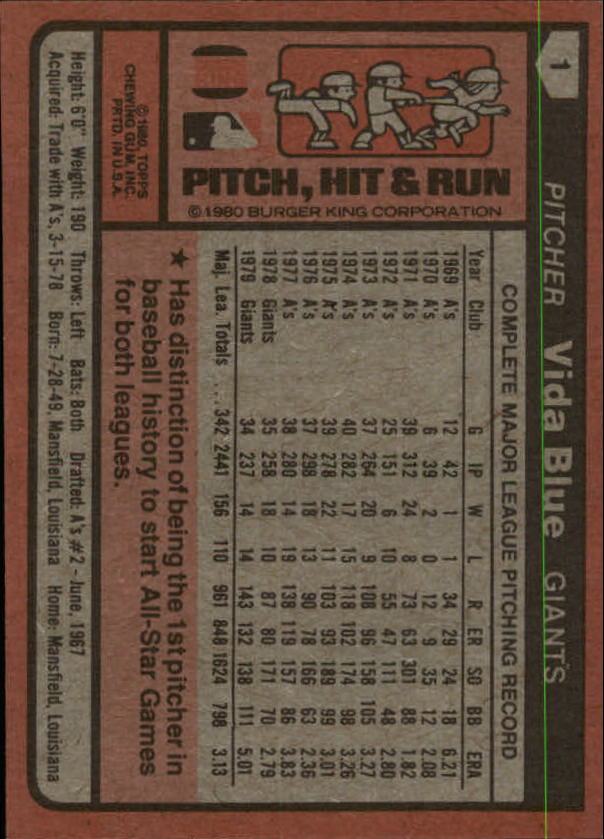 1
PITCHER Vida Blue GIANTS
COMPLETE MAJOR LEAGUE PITCHING RECORD
Year Club G IP W L R ER SO BB ERA
1969 A's 12 42 1 1 34 29 24 18 6.21
1970 A's 6 39 2 0 12 9 35 12 2.08
1971 A's 39 312 24 8 73 63 301 88 1.82
1972 A's 25 151 6 10 55 47 111 48 2.80
1973 A's 37 264 20 9 108 96 158 105 3.27
1974 A's 40 282 17 15 118 102 174 98 3.26
1975 A's 39 278 22 11 103 93 189 99 3.01
1976 A's 37 298 18 13 90 78 166 63 2.36
1977 A's 38 280 14 19 138 119 157 86 3.83
1978 Giants 35 258 18 10 87 80 171 70 2.79
1979 Giants 34 237 14 14 143 132 138 111 5.01
Maj. Lea. Totals ... 342 2441 156 110 961 848 1624 798 3.13
PITCH, HIT & RUN
©1980 BURGER KING CORPORATION
©1980, TOPPS
CHEWING GUM, INC.
PRTD. IN U.S.A.
★ Has distinction of being the 1st pitcher in
baseball history to start All-Star Games
for both leagues.
Height: 6'0" Weight: 190 Throws: Left Bats: Both Drafted: A's #2 - June, 1967
Acquired: Trade with A's, 3-15-78 Born: 7-28-49, Mansfield, Louisiana Home: Mansfield, Louisiana